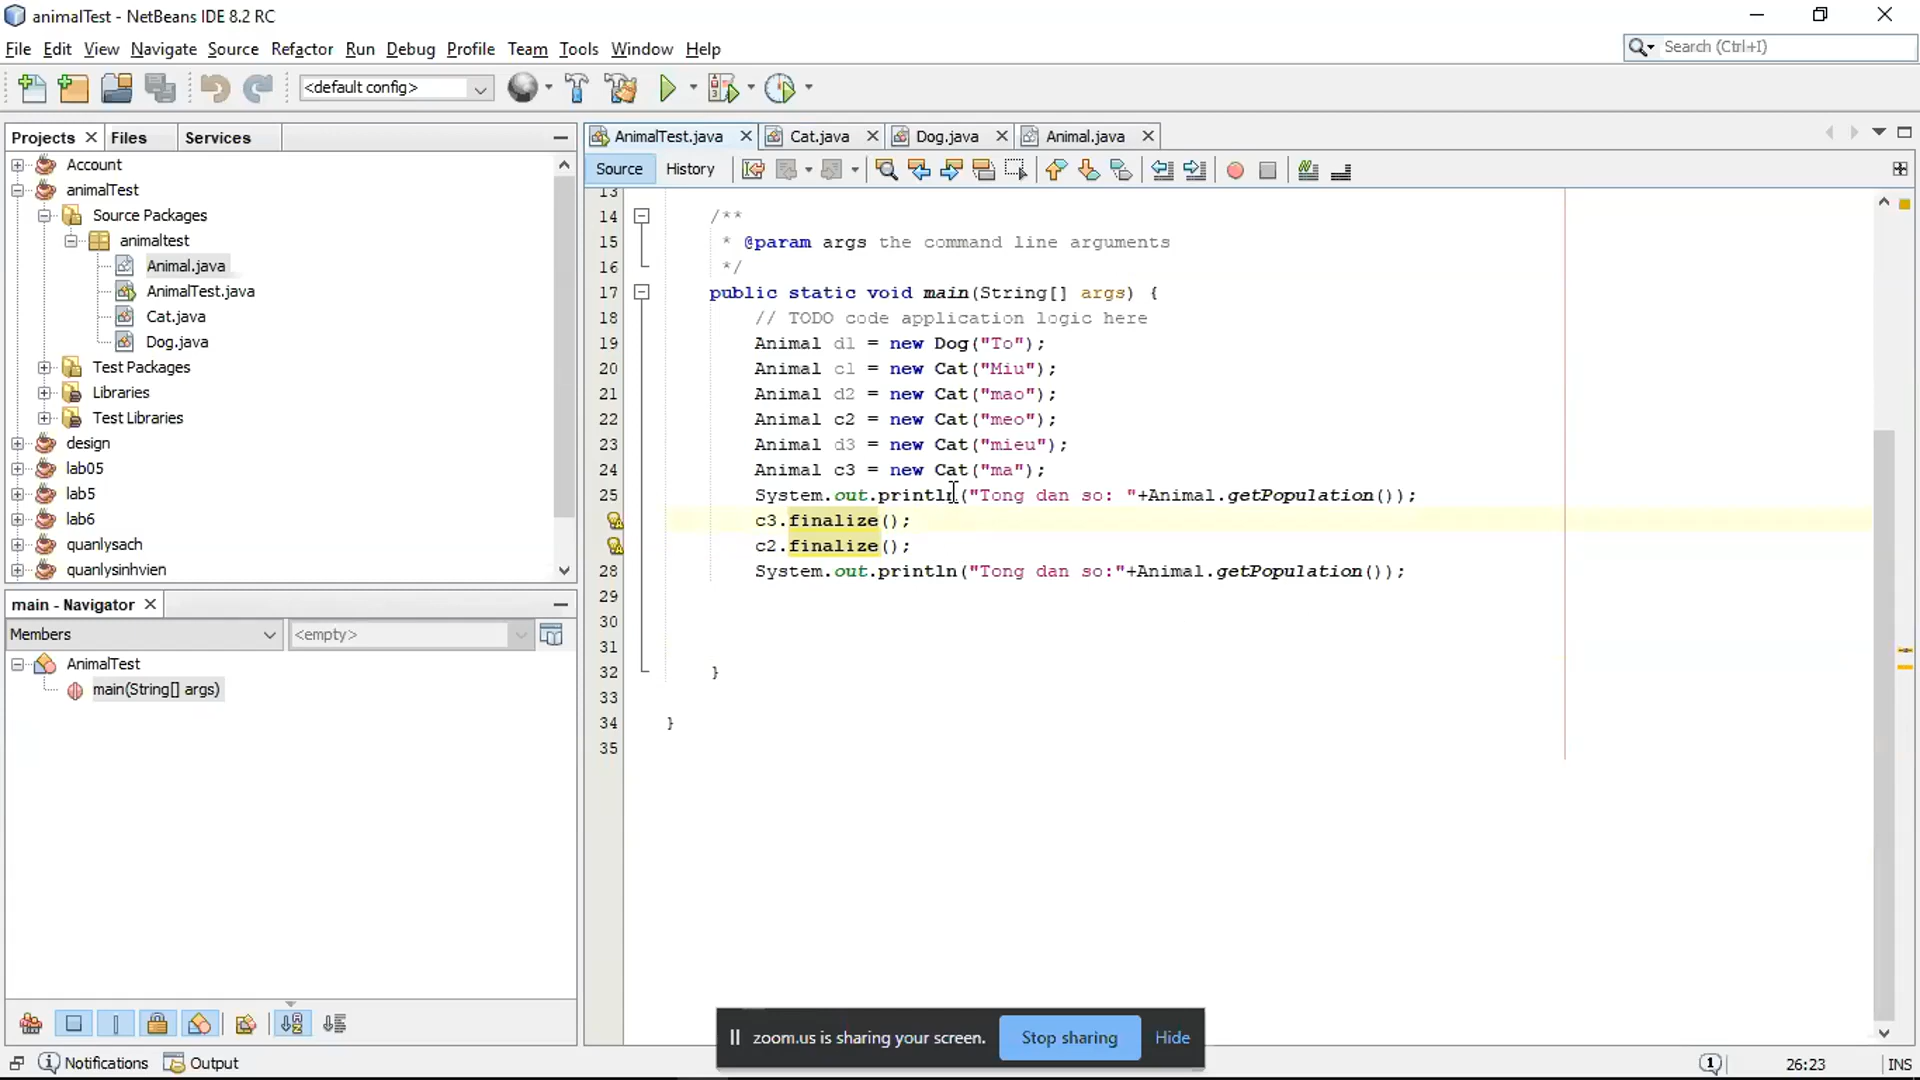 animalTest - NetBeans IDE 8.2 RC
File Edit View Navigate Source Refactor Run Debug Profile Team Tools Window Help
Search (Ctrl+I)
<default config>
Projects Files Services
Account
animalTest
Source Packages
animaltest
Animal.java
AnimalTest.java
Cat.java
Dog.java
Test Packages
Libraries
Test Libraries
design
lab05
lab5
lab6
quanlysach
quanlysinhvien
main - Navigator
Members <empty>
AnimalTest
main(String[] args)
AnimalTest.java Cat.java Dog.java Animal.java
Source History
13
14 /**
15 * @param args the command line arguments
16 */
17 public static void main(String[] args) {
18 // TODO code application logic here
19 Animal d1 = new Dog("To");
20 Animal c1 = new Cat("Miu");
21 Animal d2 = new Cat("mao");
22 Animal c2 = new Cat("meo");
23 Animal d3 = new Cat("mieu");
24 Animal c3 = new Cat("ma");
25 System.out.println("Tong dan so: "+Animal.getPopulation());
c3.finalize();
c2.finalize();
28 System.out.println("Tong dan so:"+Animal.getPopulation());
29
30
31
32 }
33
34 }
35
zoom.us is sharing your screen. Stop sharing Hide
Notifications Output
1 26:23 INS